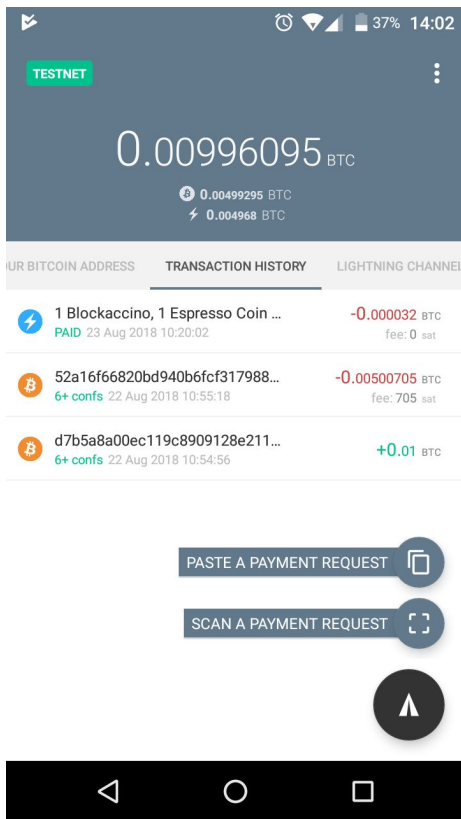 37% 14:02
TESTNET
0.00996095 BTC
0.00499295 BTC
0.004968 BTC
UR BITCOIN ADDRESS TRANSACTION HISTORY LIGHTNING CHANNEL
1 Blockaccino, 1 Espresso Coin ... -0.000032 BTC
PAID 23 Aug 2018 10:20:02 fee: 0 sat
52a16f66820bd940b6fcf317988... -0.00500705 BTC
6+ confs 22 Aug 2018 10:55:18 fee: 705 sat
d7b5a8a00ec119c8909128e211... +0.01 BTC
6+ confs 22 Aug 2018 10:54:56
PASTE A PAYMENT REQUEST
SCAN A PAYMENT REQUEST